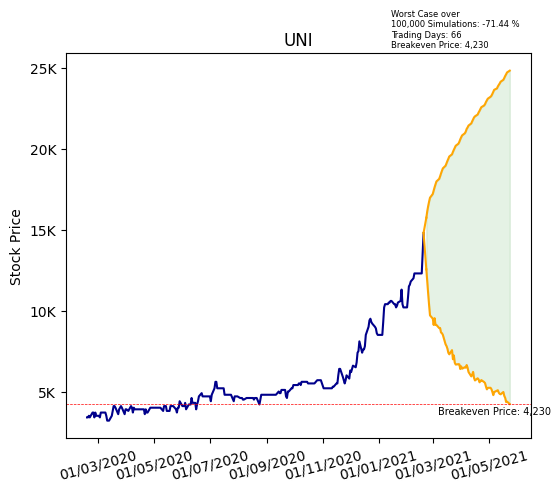 Worst Case over
100,000 Simulations: -71.44 %
Trading Days: 66
Breakeven Price: 4,230
UNI
25K
20K
15K
10K
5K
Stock Price
Breakeven Price: 4,230
01/03/2020
01/05/2020
01/07/2020
01/09/2020
01/11/2020
01/01/2021
01/03/2021
01/05/2021